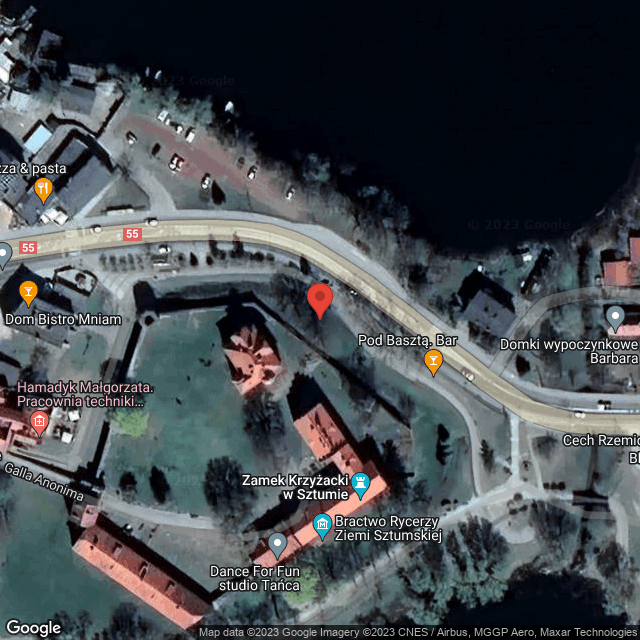 © 2023 Google
zza & pasta
55
55
© 2023 Google
Dom Bistro Mniam
Pod Basztą. Bar
Domki wypoczynkowe
Barbara
Hamadyk Małgorzata.
Pracownia techniki...
Cech Rzemio
Bl
Galla Anonima
Zamek Krzyżacki
w Sztumie
Bractwo Rycerzy
Ziemi Sztumskiej
Dance For Fun
studio Tańca
Google
Map data ©2023 Google Imagery ©2023 CNES / Airbus, MGGP Aero, Maxar Technologies